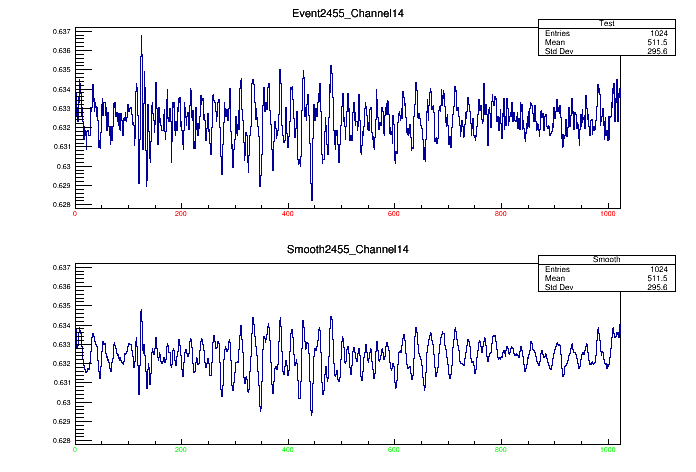 Event2455_Channel14
Test
Entries 1024
Mean 511.5
Std Dev 295.6
0.637
0.636
0.635
0.634
0.633
0.632
0.631
0.63
0.629
0.628
0 200 400 600 800 1000
Smooth2455_Channel14
Smooth
Entries 1024
Mean 511.5
Std Dev 295.6
0.637
0.636
0.635
0.634
0.633
0.632
0.631
0.63
0.629
0.628
0 200 400 600 800 1000